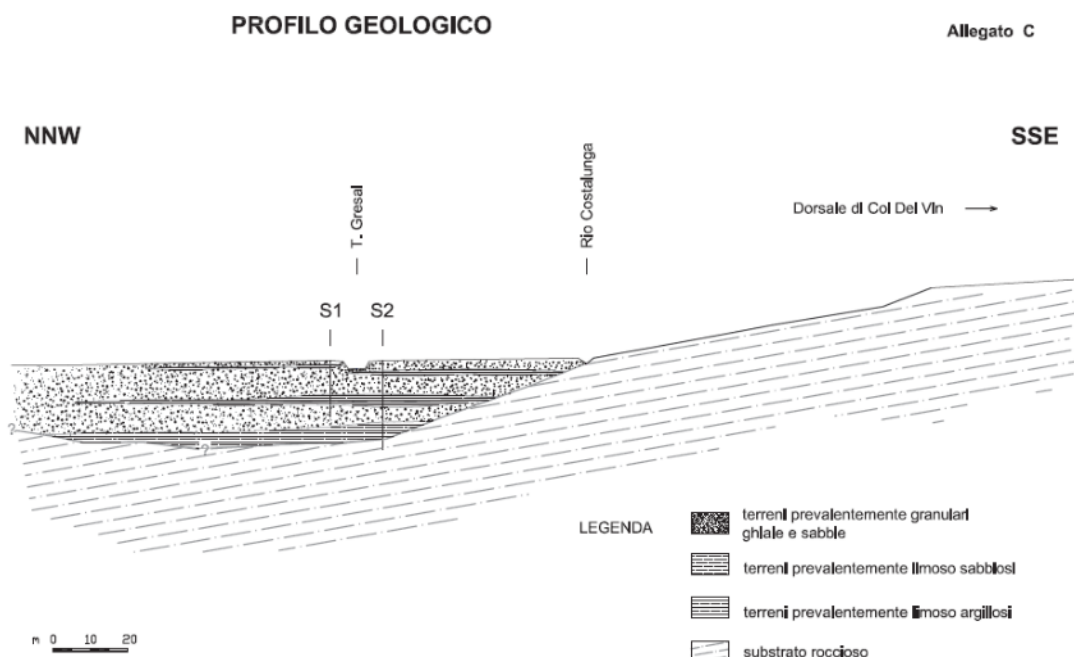 PROFILO GEOLOGICO
Allegato C
NNW
SSE
T. Gresal
Rio Costalunga
Dorsale di Col Del Vin
S1
S2
?
?
LEGENDA
terreni prevalentemente granulari
ghiaie e sabbie
terreni prevalentemente limoso sabbiosi
terreni prevalentemente limoso argillosi
substrato roccioso
m 0 10 20